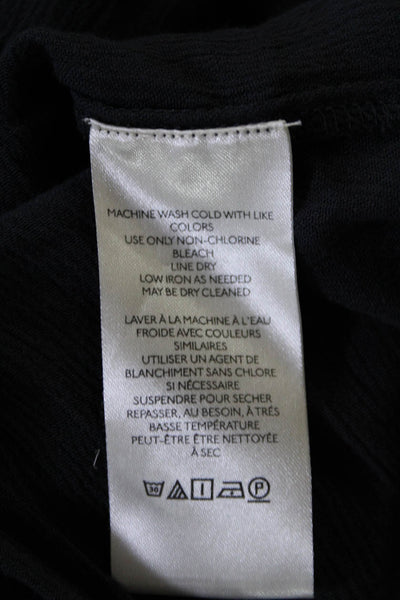 MACHINE WASH COLD WITH LIKE
COLORS
USE ONLY NON-CHLORINE
BLEACH
LINE DRY
LOW IRON AS NEEDED
MAY BE DRY CLEANED
LAVER À LA MACHINE À L'EAU
FROIDE AVEC COULEURS
SIMILAIRES
UTILISER UN AGENT DE
BLANCHIMENT SANS CHLORE
SI NÉCESSAIRE
SUSPENDRE POUR SECHER
REPASSER, AU BESOIN, À TRÉS
BASSE TEMPÉRATURE
PEUT-ÊTRE ÊTRE NETTOYÉE
À SEC
30 P